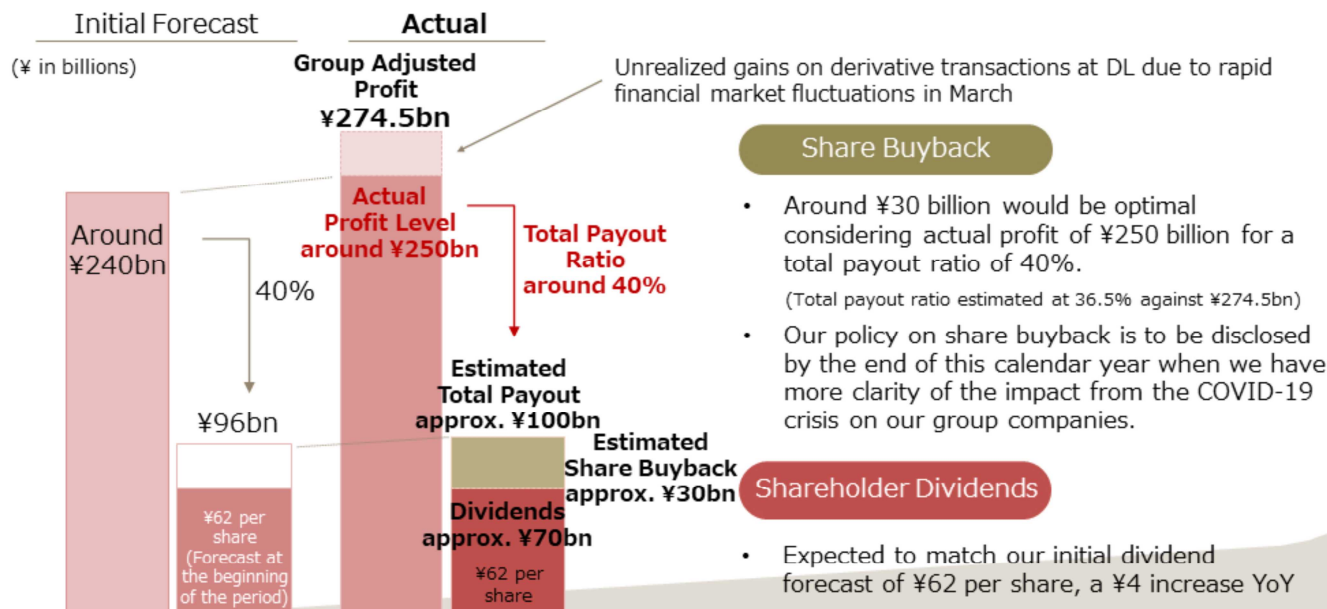 Initial Forecast
Actual
(¥ in billions)
Group Adjusted
Profit
¥274.5bn
Unrealized gains on derivative transactions at DL due to rapid
financial market fluctuations in March
Around
¥240bn
40%
¥96bn
¥62 per
share
(Forecast at
the beginning
of the period)
Actual
Profit Level
around ¥250bn
Total Payout
Ratio
around 40%
Estimated
Total Payout
approx. ¥100bn
Estimated
Share Buyback
approx. ¥30bn
Dividends
approx. ¥70bn
¥62 per
share
Share Buyback
• Around ¥30 billion would be optimal
considering actual profit of ¥250 billion for a
total payout ratio of 40%.
(Total payout ratio estimated at 36.5% against ¥274.5bn)
• Our policy on share buyback is to be disclosed
by the end of this calendar year when we have
more clarity of the impact from the COVID-19
crisis on our group companies.
Shareholder Dividends
• Expected to match our initial dividend
forecast of ¥62 per share, a ¥4 increase YoY